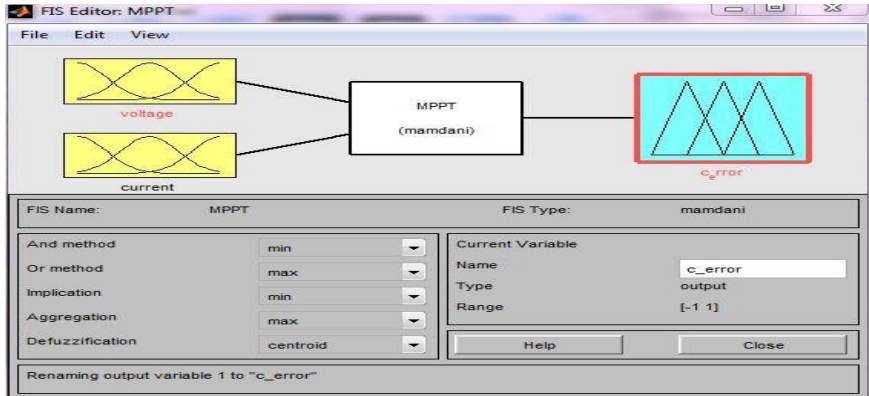 FIS Editor: MPPT
File Edit View
voltage
current
MPPT
(mamdani)
c_error
FIS Name: MPPT FIS Type: mamdani
And method min
Or method max
Implication min
Aggregation max
Defuzzification centroid
Current Variable
Name c_error
Type output
Range [-1 1]
Help Close
Renaming output variable 1 to "c_error"